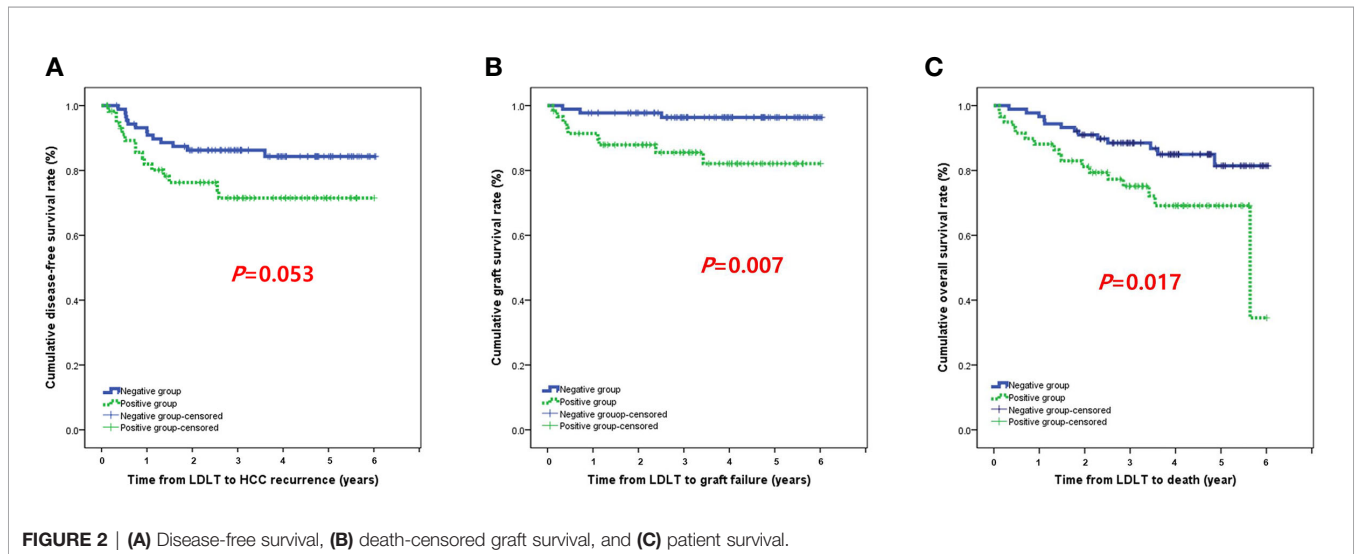 A
Cumulative disease-free survival rate (%)
1.0
0.8
0.6
0.4
0.2
0.0
P=0.053
Negative group
Positive group
Negative group-censored
Positive group-censored
0 1 2 3 4 5 6
Time from LDLT to HCC recurrence (years)
B
Cumulative graft survival rate (%)
1.0
0.8
0.6
0.4
0.2
0.0
P=0.007
Negative group
Positive group
Negative grouop-censored
Positive group-censored
0 1 2 3 4 5 6
Time from LDLT to graft failure (years)
C
Cumulative overall survival rate (%)
1.0
0.8
0.6
0.4
0.2
0.0
P=0.017
Negative group
Positive group
Negative group-censored
Positive group-censored
0 1 2 3 4 5 6
Time from LDLT to death (year)
FIGURE 2 | (A) Disease-free survival, (B) death-censored graft survival, and (C) patient survival.